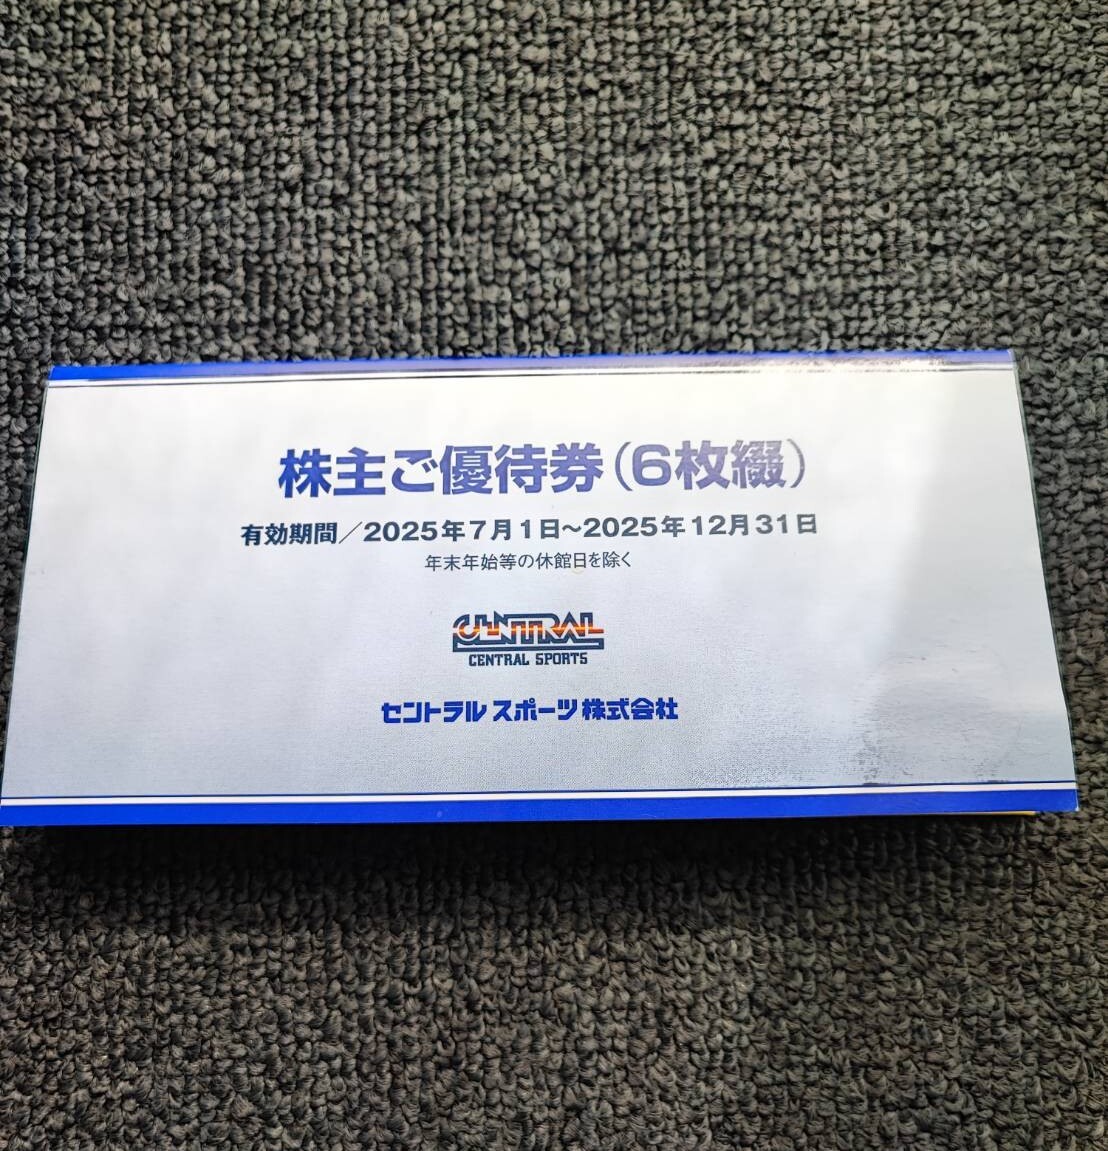 株主ご優待券(6枚綴)
有効期間／2025年7月1日～2025年12月31日
年末年始等の休館日を除く
CENTRAL
CENTRAL SPORTS
セントラルスポーツ株式会社